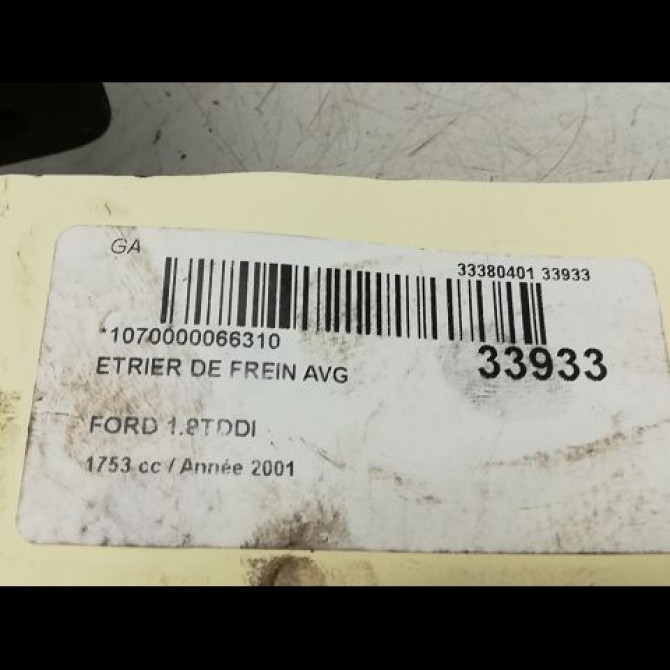 GA
33380401 33933
*1070000066310
33933
ETRIER DE FREIN AVG
FORD 1.8TDDI
1753 cc / Année 2001